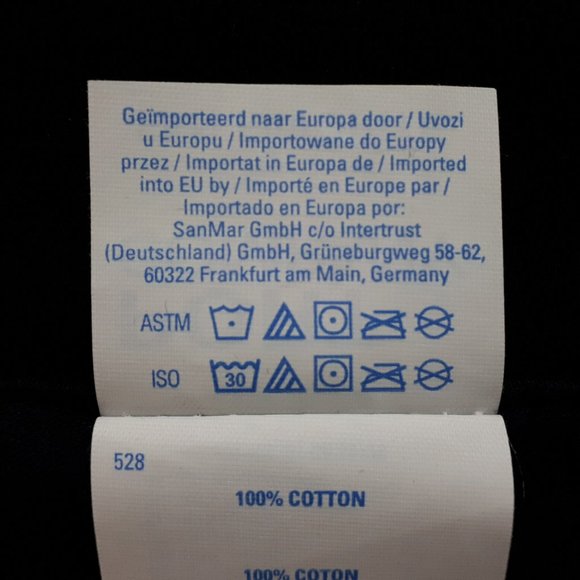 Geïmporteerd naar Europa door / Uvozi
u Europu / Importowane do Europy
przez / Importat in Europa de / Imported
into EU by / Importé en Europe par /
Importado en Europa por:
SanMar GmbH c/o Intertrust
(Deutschland) GmbH, Grüneburgweg 58-62,
60322 Frankfurt am Main, Germany
ASTM
ISO 30
528
100% COTTON
100% COTON